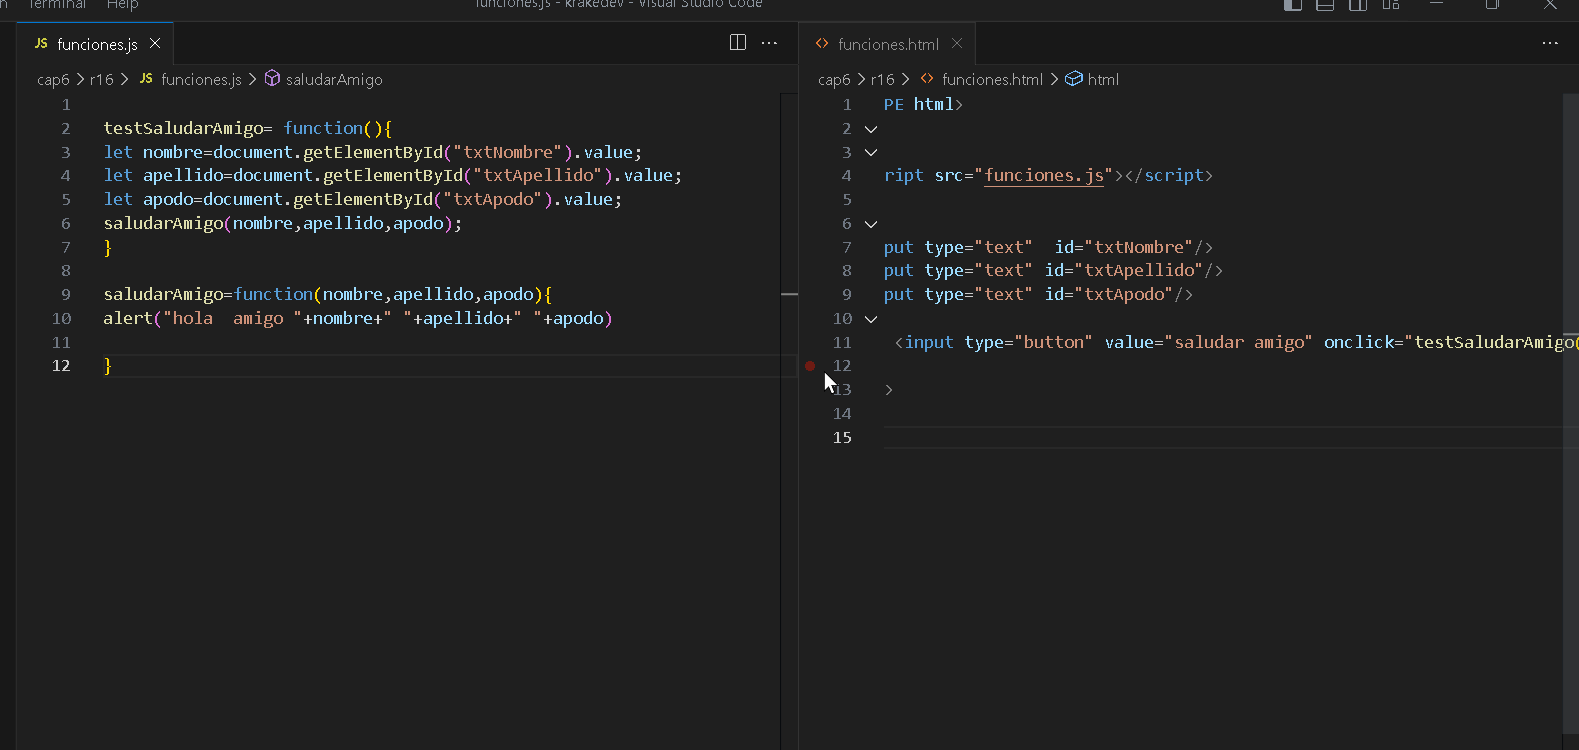 Terminal Help
funciones.js - krakedev - Visual Studio Code
JS funciones.js
funciones.html
cap6 > r16 > JS funciones.js > saludarAmigo
cap6 > r16 > funciones.html > html
1
2 testSaludarAmigo= function(){
3 let nombre=document.getElementById("txtNombre").value;
4 let apellido=document.getElementById("txtApellido").value;
5 let apodo=document.getElementById("txtApodo").value;
6 saludarAmigo(nombre,apellido,apodo);
7 }
8
9 saludarAmigo=function(nombre,apellido,apodo){
10 alert("hola  amigo "+nombre+" "+apellido+" "+apodo)
11
12 }
1 PE html>
2
3
4 ript src="funciones.js"></script>
5
6
7 put type="text"  id="txtNombre"/>
8 put type="text" id="txtApellido"/>
9 put type="text" id="txtApodo"/>
10
11 <input type="button" value="saludar amigo" onclick="testSaludarAmigo(
12
13 >
14
15